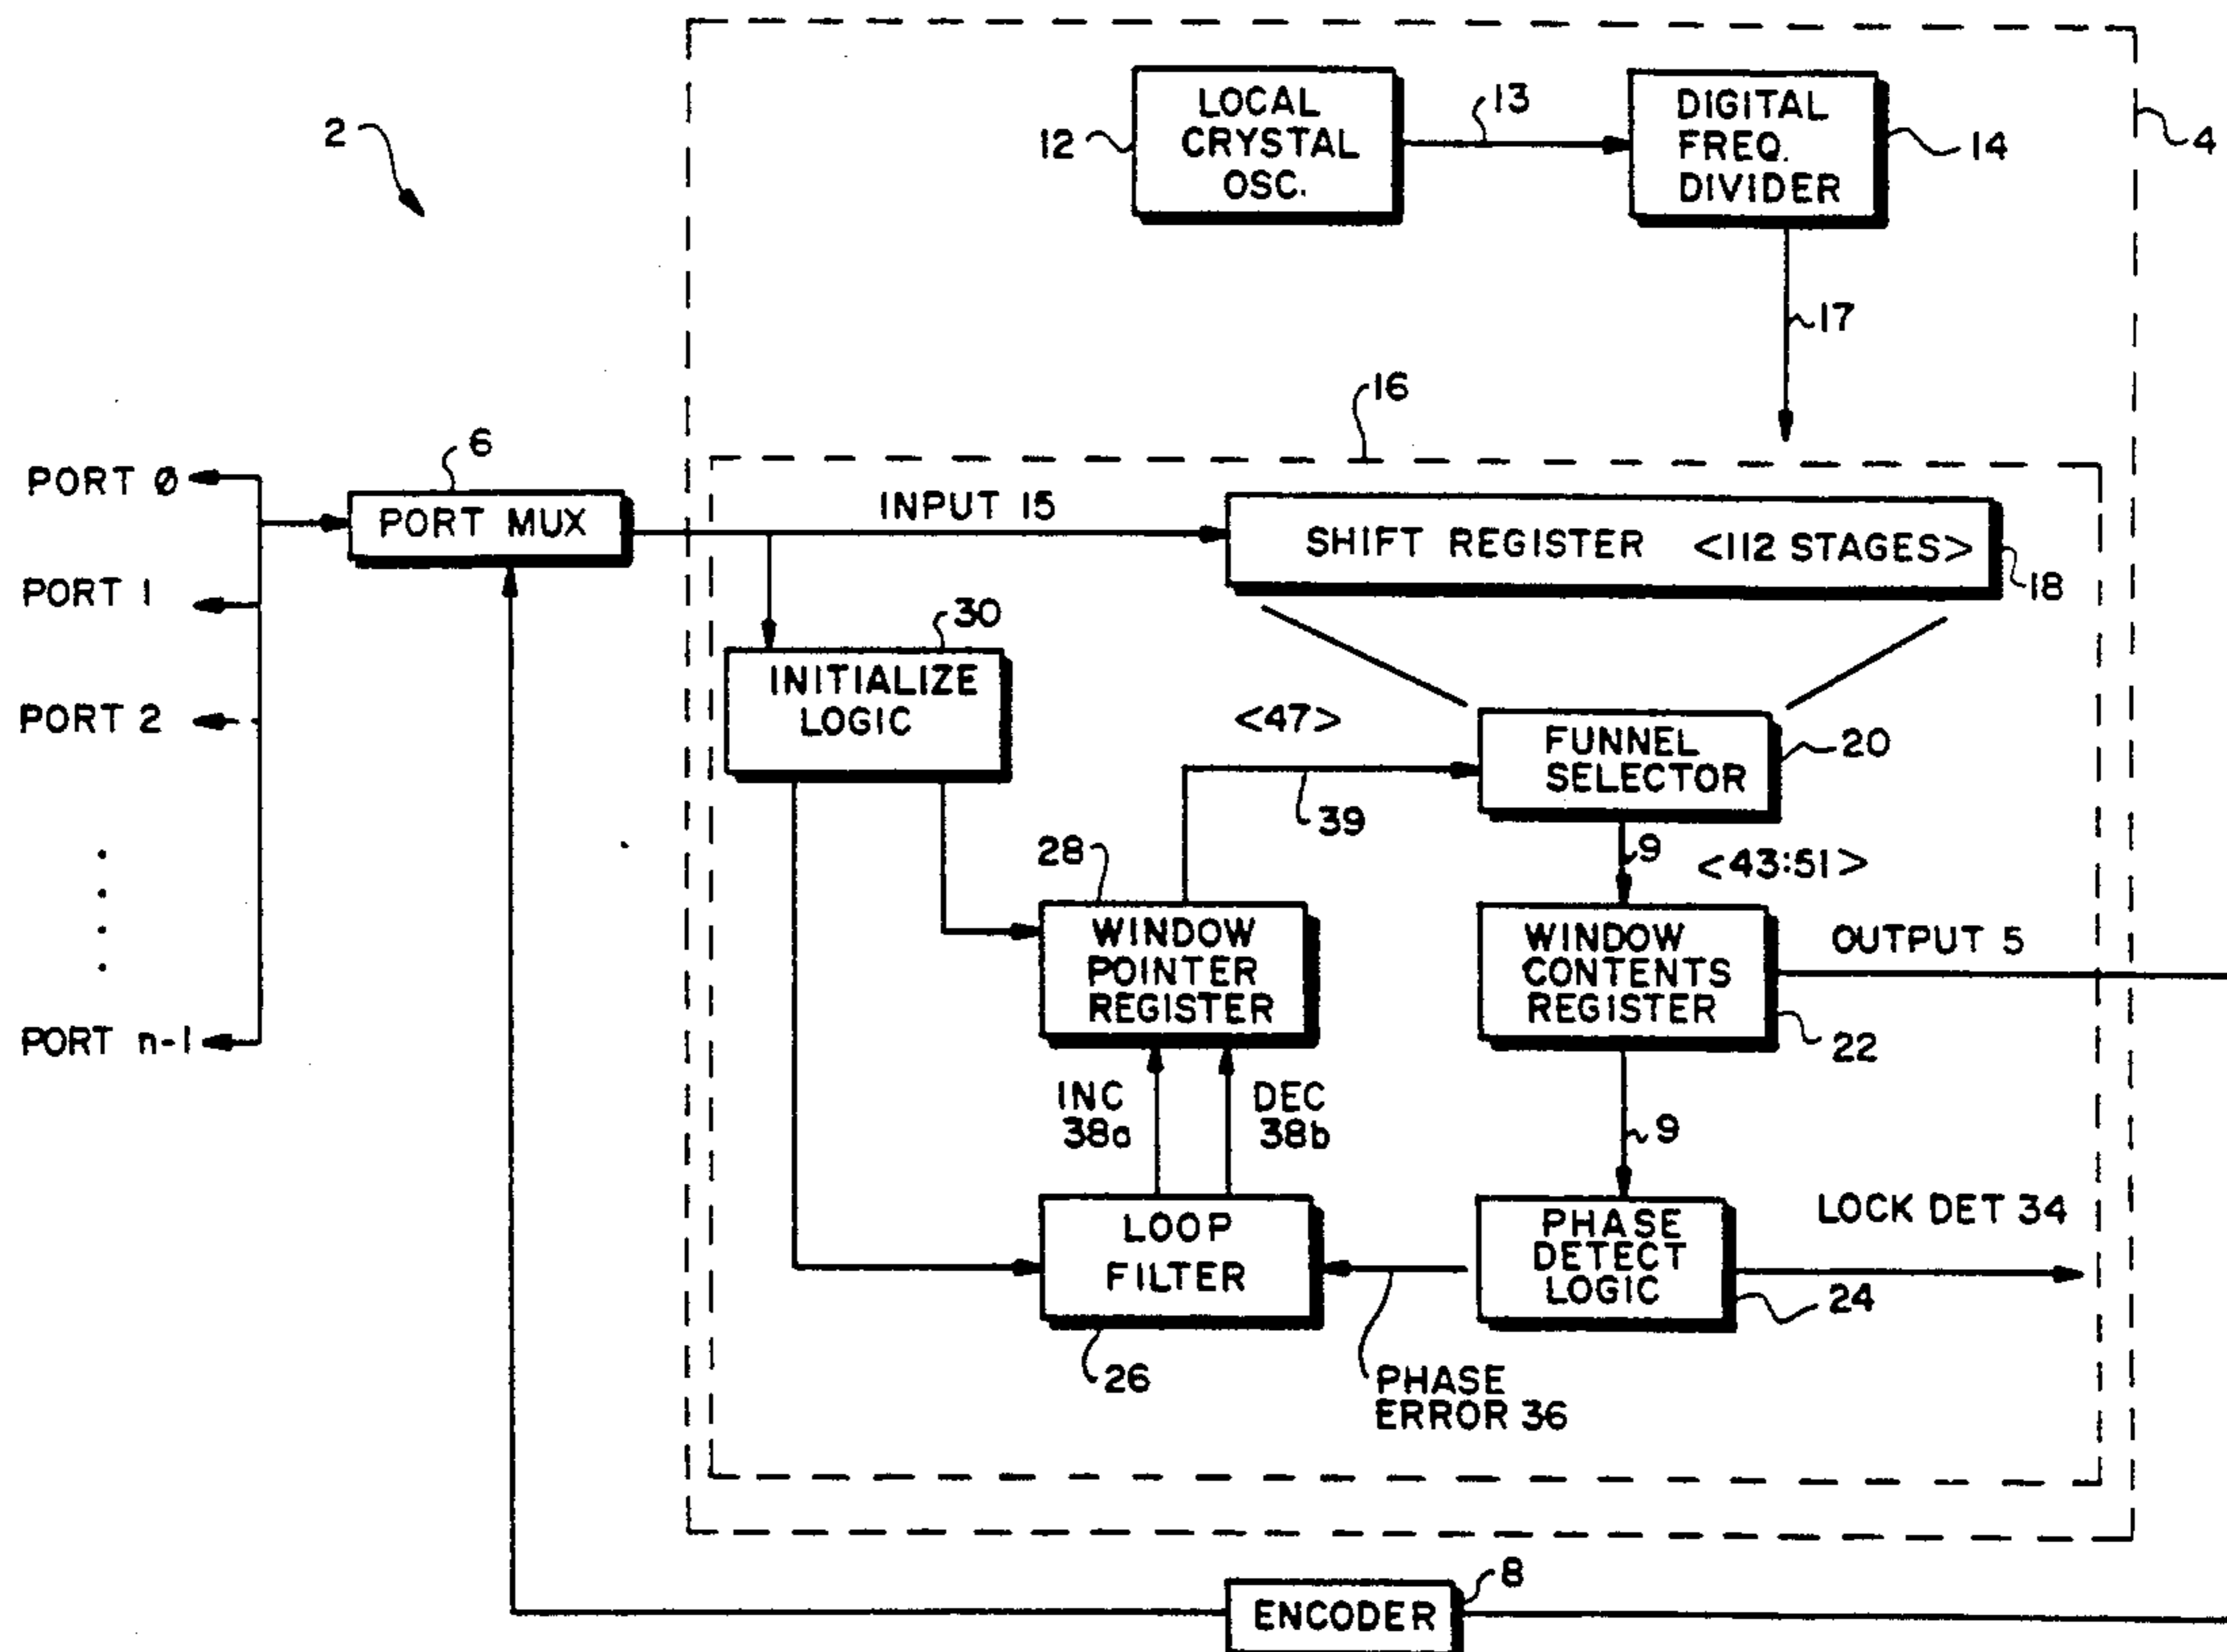 2
LOCAL
CRYSTAL
OSC.
12
13
DIGITAL
FREQ.
DIVIDER
14
4
17
16
PORT Ø
PORT 1
PORT 2
PORT n-1
6
PORT MUX
INPUT 15
SHIFT REGISTER <112 STAGES>
18
30
INITIALIZE
LOGIC
<47>
39
FUNNEL
SELECTOR
20
9
<43:51>
28
WINDOW
POINTER
REGISTER
WINDOW
CONTENTS
REGISTER
OUTPUT 5
22
INC
38a
DEC
38b
9
LOOP
FILTER
26
PHASE
DETECT
LOGIC
LOCK DET 34
24
PHASE
ERROR 36
8
ENCODER